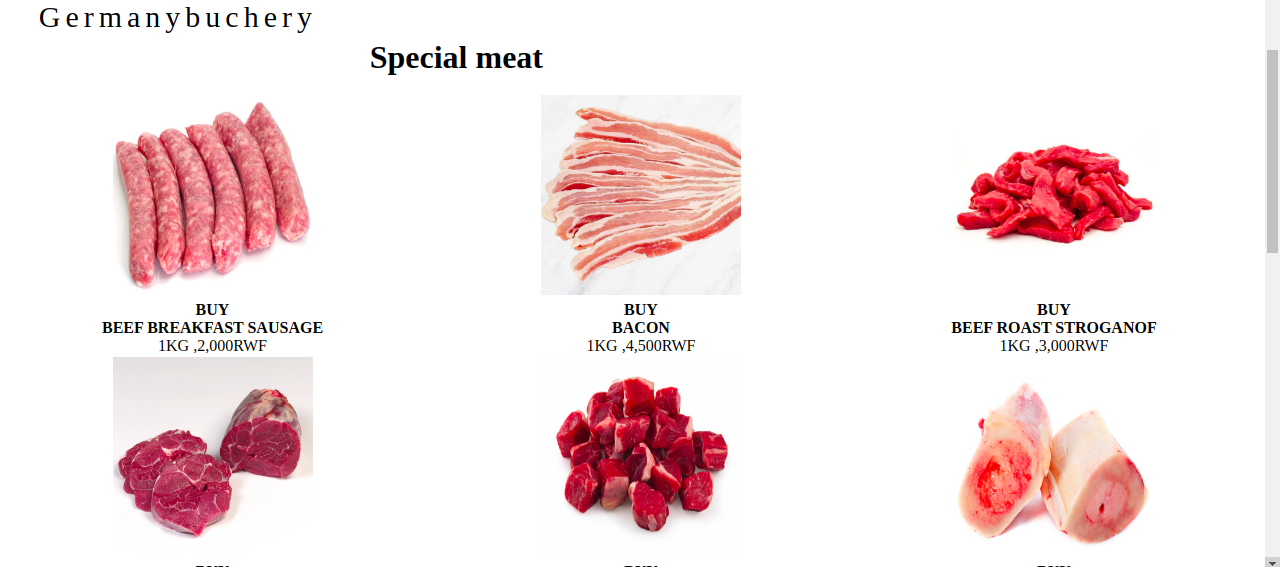 Germanybuchery
Special meat
BUY
BEEF BREAKFAST SAUSAGE
1KG ,2,000RWF
BUY
BACON
1KG ,4,500RWF
BUY
BEEF ROAST STROGANOF
1KG ,3,000RWF